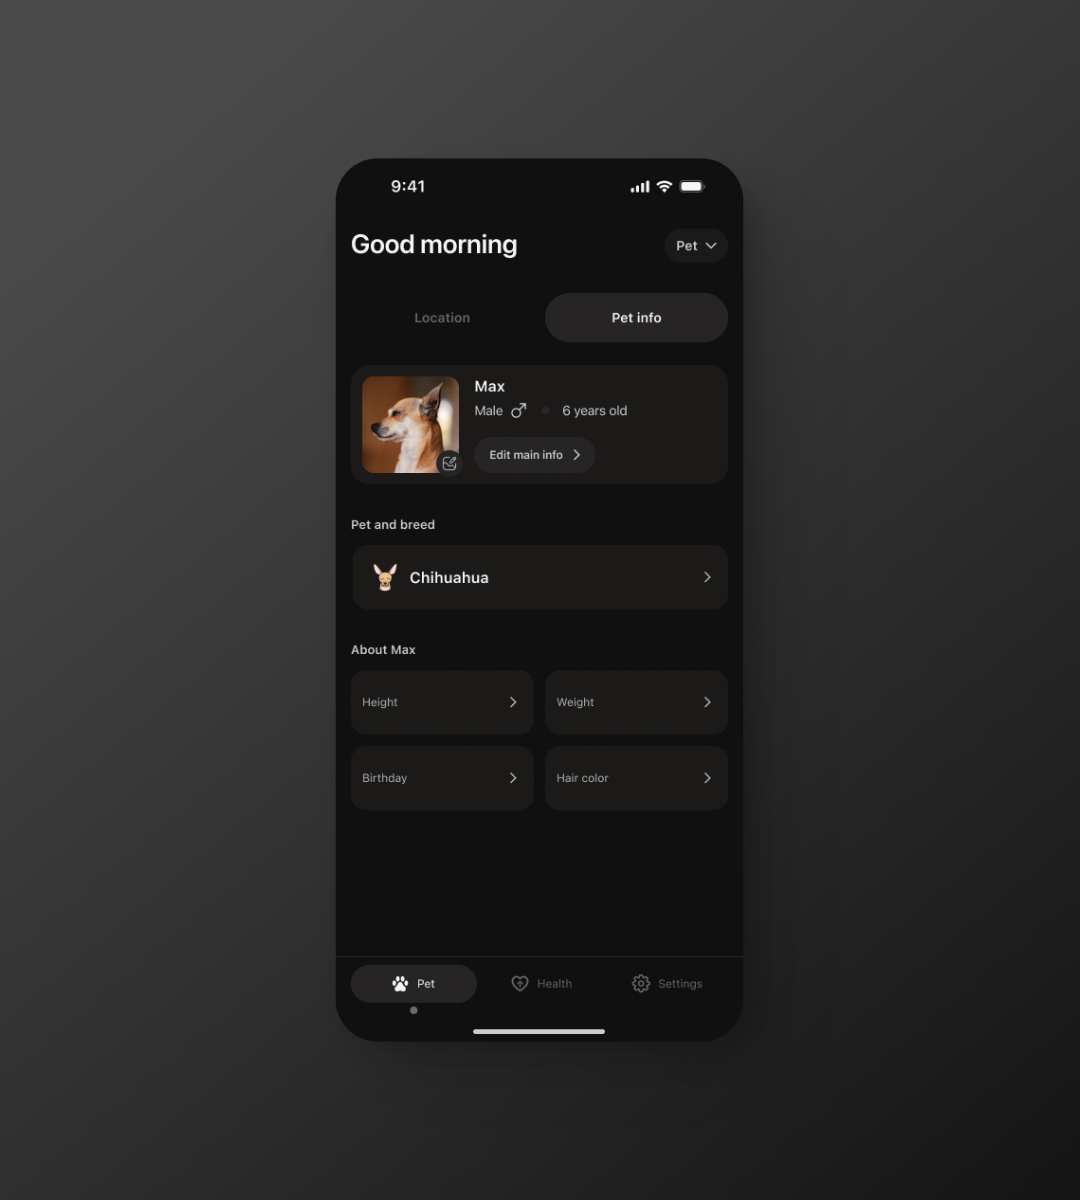 9:41
Good morning
Pet
Location
Pet info
Max
Male
6 years old
Edit main info
Pet and breed
Chihuahua
About Max
Height
Weight
Birthday
Hair color
Pet
Health
Settings